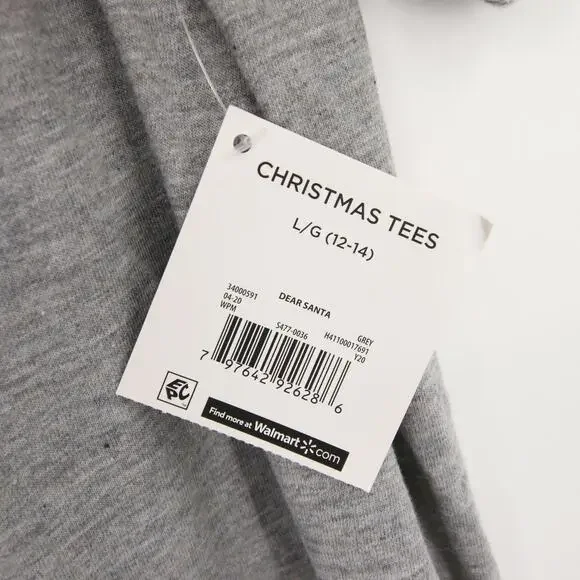 CHRISTMAS TEES
L/G (12-14)
34000591
04-20
WPM
DEAR SANTA
S477-0036
GREY
H41100017691
Y20
7 97642 92628 6
EPC
Find more at Walmart.com